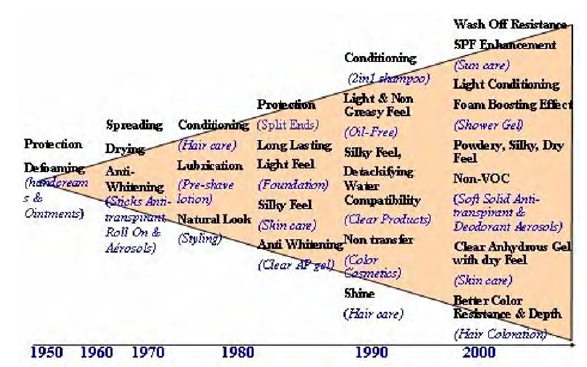 Protection
Defoaming
(handcream
s &
Ointments)
Spreading
Drying
Anti-
Whitening
(Sticks Anti-
transpirant,
Roll On &
Aérosols)
Conditioning
(Hair care)
Lubrication
(Pre-shave
lotion)
Natural Look
(Styling)
Protection
(Split Ends)
Long Lasting
Light Feel
(Foundation)
Silky Feel
(Skin care)
Anti Whitening
(Clear AP gel)
Conditioning
(2in1 shampoo)
Light & Non
Greasy Feel
(Oil-Free)
Silky Feel,
Detackifying
Water
Compatibility
(Clear Products)
Non transfer
(Color
Cosmetics)
Shine
(Hair care)
Wash Off Resistance
SPF Enhancement
(Sun care)
Light Conditioning
Foam Boosting Effect
(Shower Gel)
Powdery, Silky, Dry
Feel
Non-VOC
(Soft Solid Anti-
transpirant &
Deodorant Aerosols)
Clear Anhydrous Gel
with dry Feel
(Skin care)
Better Color
Resistance & Depth
(Hair Coloration)
1950 1960 1970 1980 1990 2000